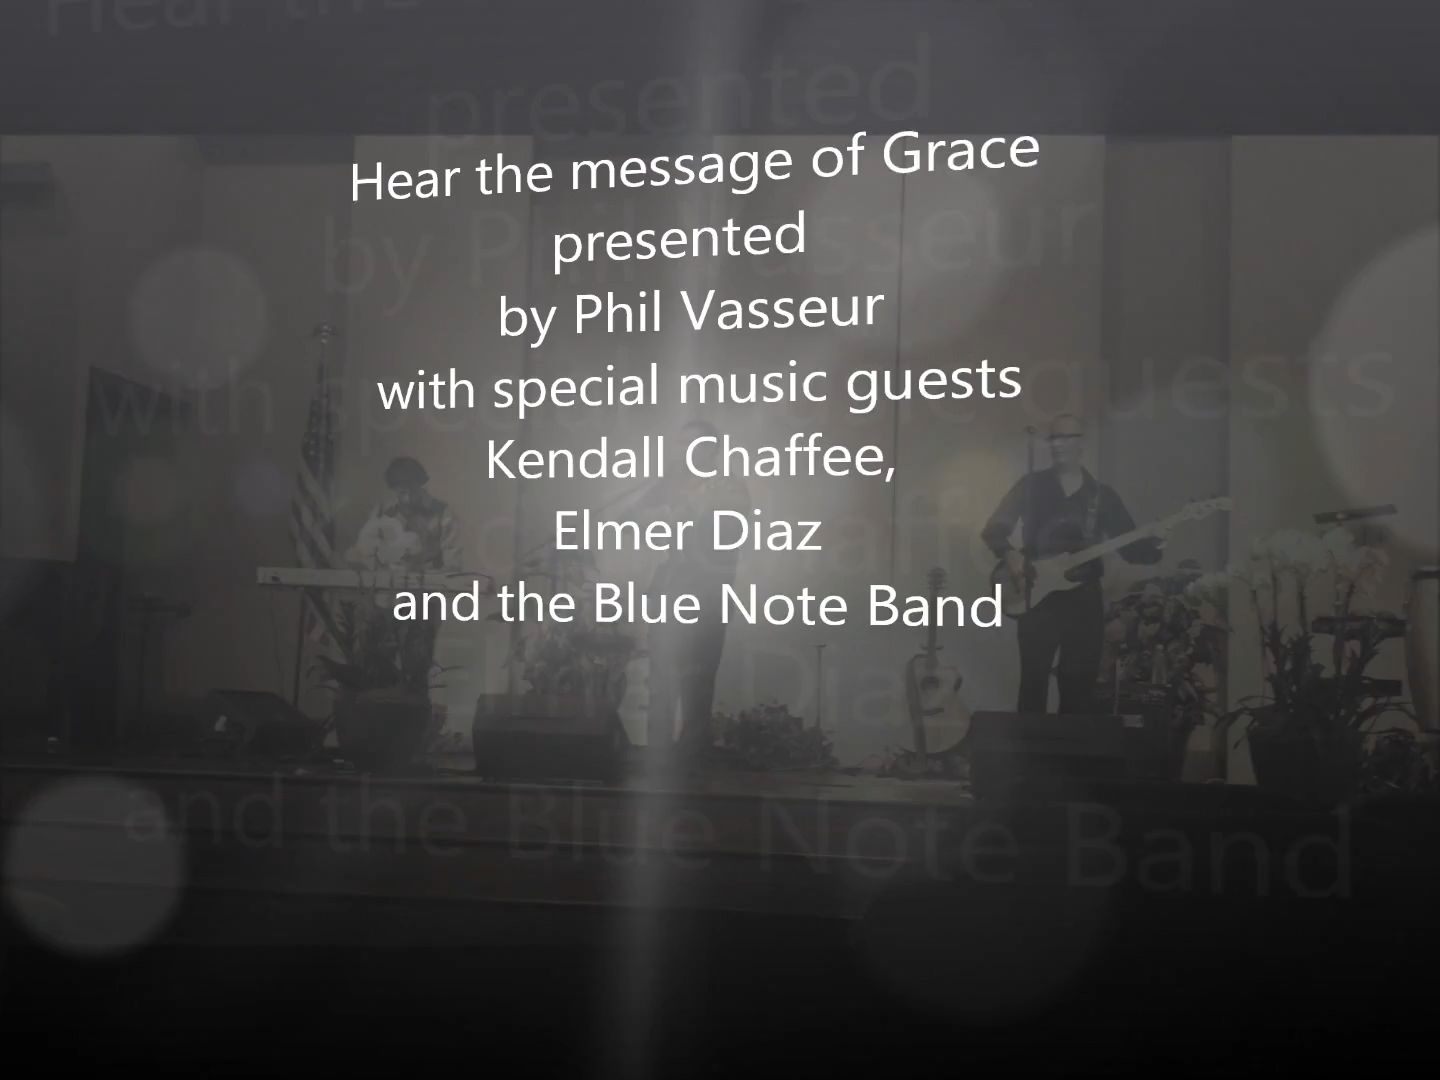 Hear the message of Grace
presented
by Phil Vasseur
with special music guests
Kendall Chaffee,
Elmer Diaz
and the Blue Note Band